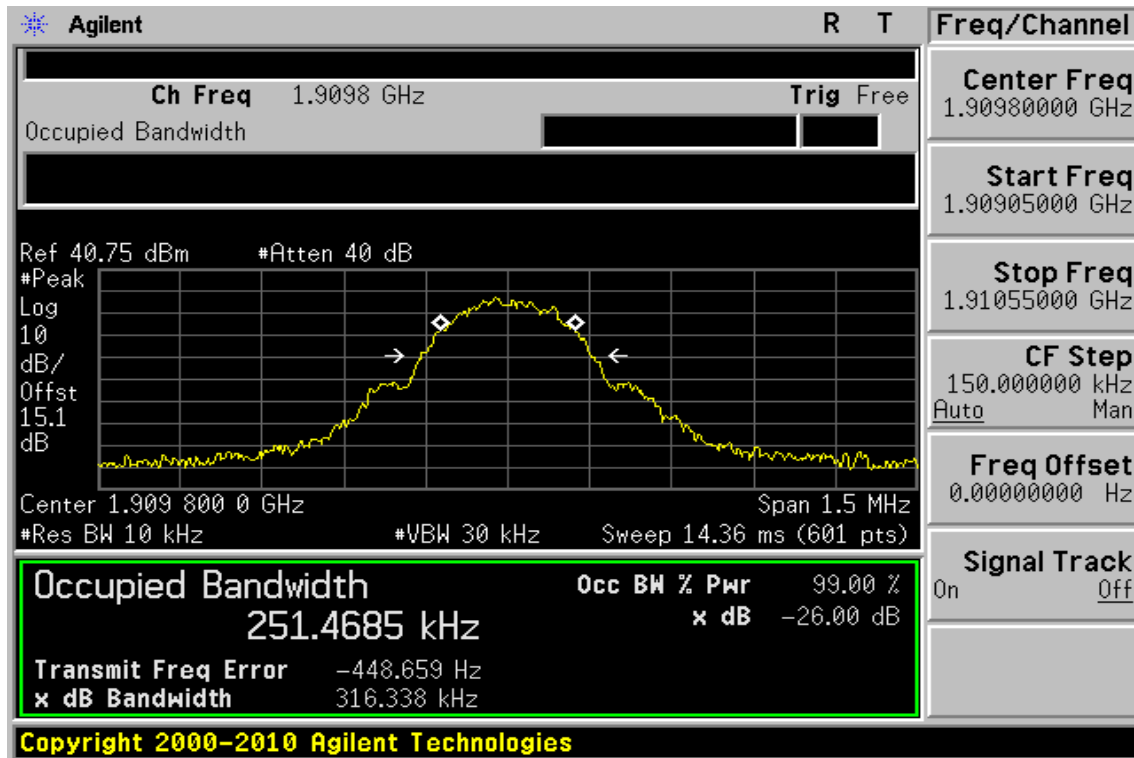 Agilent R T
Ch Freq 1.9098 GHz Trig Free
Occupied Bandwidth
Ref 40.75 dBm #Atten 40 dB
#Peak
Log
10
dB/
Offst
15.1
dB
Center 1.909 800 0 GHz Span 1.5 MHz
#Res BW 10 kHz #VBW 30 kHz Sweep 14.36 ms (601 pts)
Occupied Bandwidth
251.4685 kHz
Occ BW % Pwr 99.00 %
x dB -26.00 dB
Transmit Freq Error -448.659 Hz
x dB Bandwidth 316.338 kHz
Copyright 2000-2010 Agilent Technologies
Freq/Channel
Center Freq
1.90980000 GHz
Start Freq
1.90905000 GHz
Stop Freq
1.91055000 GHz
CF Step
150.000000 kHz
Auto Man
Freq Offset
0.00000000 Hz
Signal Track
On Off